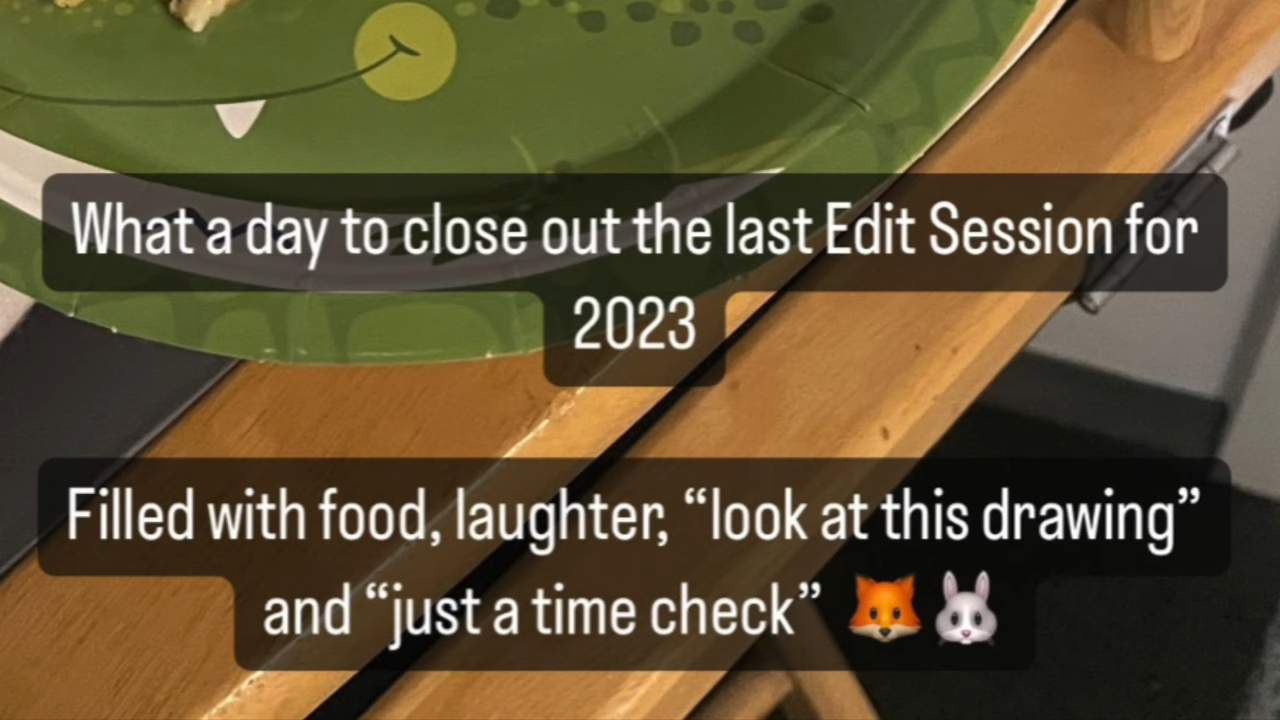 What a day to close out the last Edit Session for
2023
Filled with food, laughter, “look at this drawing”
and “just a time check” 🦊🐰